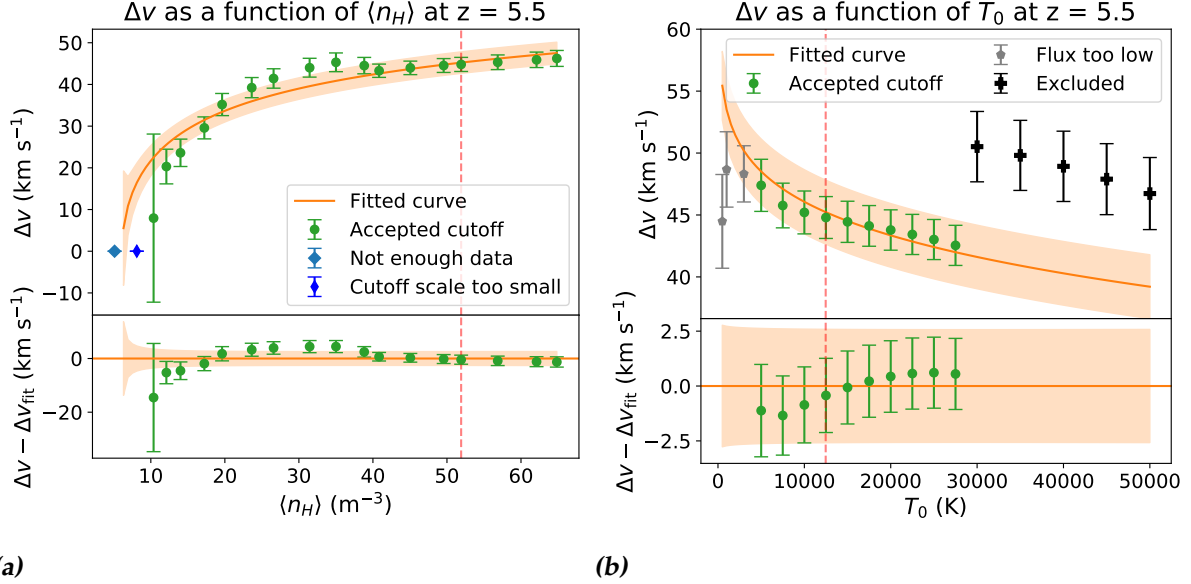 Δv as a function of ⟨n_H⟩ at z = 5.5
50
40
30
20
10
0
−10
Δv (km s⁻¹)
Fitted curve
Accepted cutoff
Not enough data
Cutoff scale too small
0
−20
Δv − Δv_fit (km s⁻¹)
10
20
30
40
50
60
⟨n_H⟩ (m⁻³)
(a)
Δv as a function of T₀ at z = 5.5
60
55
50
45
40
Δv (km s⁻¹)
Fitted curve
Accepted cutoff
Flux too low
Excluded
2.5
0.0
−2.5
Δv − Δv_fit (km s⁻¹)
0
10000
20000
30000
40000
50000
T₀ (K)
(b)